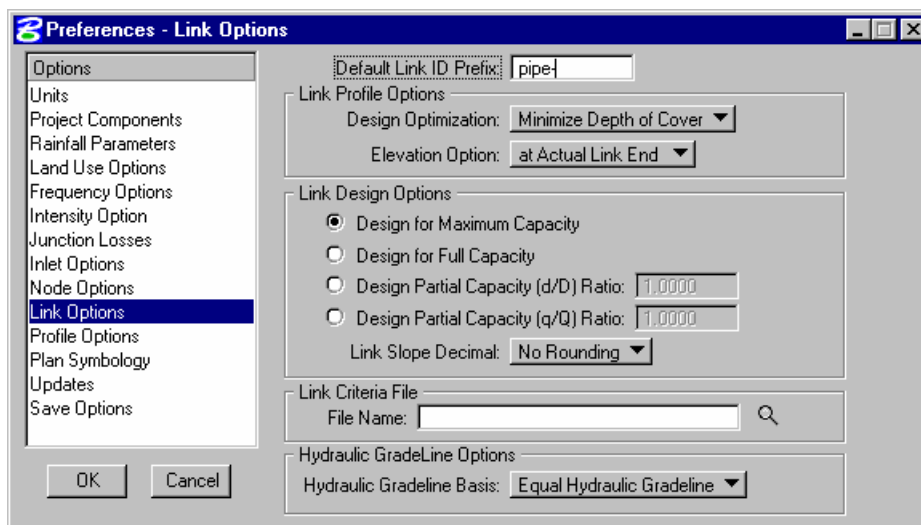 Preferences - Link Options
Options
Units
Project Components
Rainfall Parameters
Land Use Options
Frequency Options
Intensity Option
Junction Losses
Inlet Options
Node Options
Link Options
Profile Options
Plan Symbology
Updates
Save Options
OK Cancel
Default Link ID Prefix: pipe-
Link Profile Options
Design Optimization: Minimize Depth of Cover
Elevation Option: at Actual Link End
Link Design Options
Design for Maximum Capacity
Design for Full Capacity
Design Partial Capacity (d/D) Ratio: 1.0000
Design Partial Capacity (q/Q) Ratio: 1.0000
Link Slope Decimal: No Rounding
Link Criteria File
File Name:
Hydraulic GradeLine Options
Hydraulic Gradeline Basis: Equal Hydraulic Gradeline